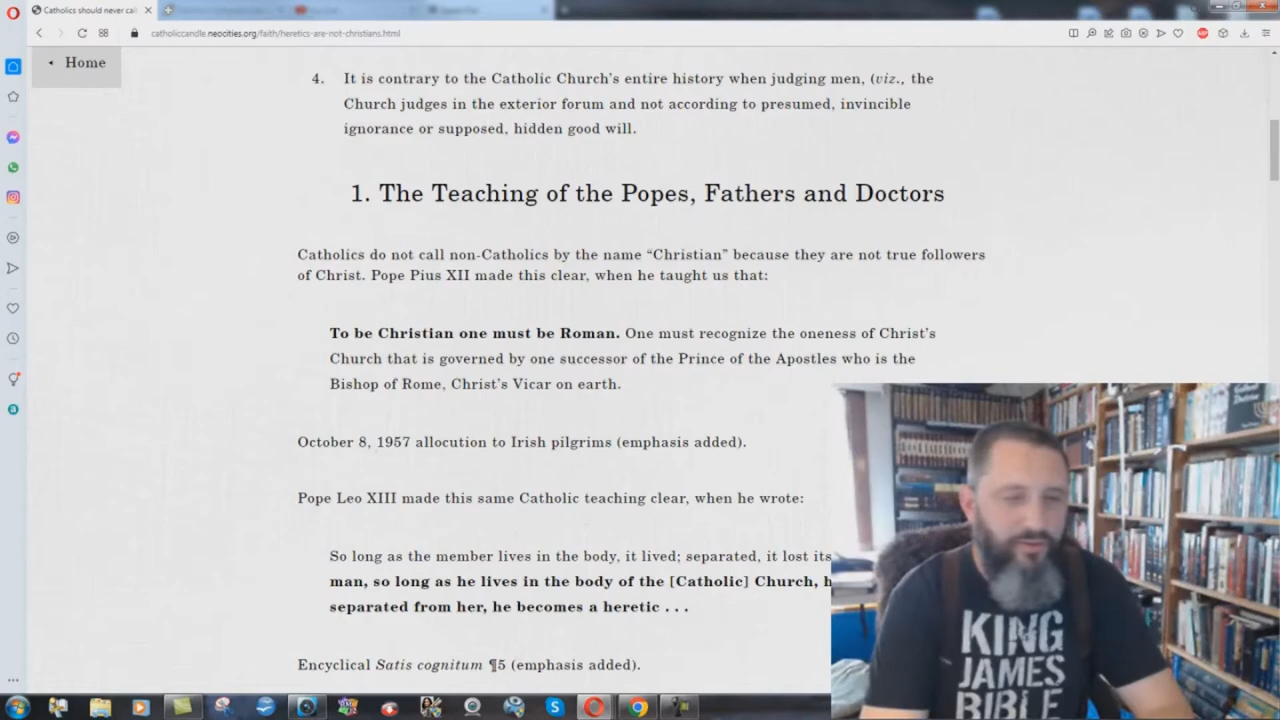 Catholics should never cal
catholiccandle.neocities.org/faith/heretics-are-not-christians.html
Home
4. It is contrary to the Catholic Church's entire history when judging men, (viz., the
Church judges in the exterior forum and not according to presumed, invincible
ignorance or supposed, hidden good will.
1. The Teaching of the Popes, Fathers and Doctors
Catholics do not call non-Catholics by the name “Christian” because they are not true followers
of Christ. Pope Pius XII made this clear, when he taught us that:
To be Christian one must be Roman. One must recognize the oneness of Christ's
Church that is governed by one successor of the Prince of the Apostles who is the
Bishop of Rome, Christ's Vicar on earth.
October 8, 1957 allocution to Irish pilgrims (emphasis added).
Pope Leo XIII made this same Catholic teaching clear, when he wrote:
So long as the member lives in the body, it lived; separated, it lost its
man, so long as he lives in the body of the [Catholic] Church, h
separated from her, he becomes a heretic . . .
Encyclical Satis cognitum ¶5 (emphasis added).
KING
JAMES
BIBLE